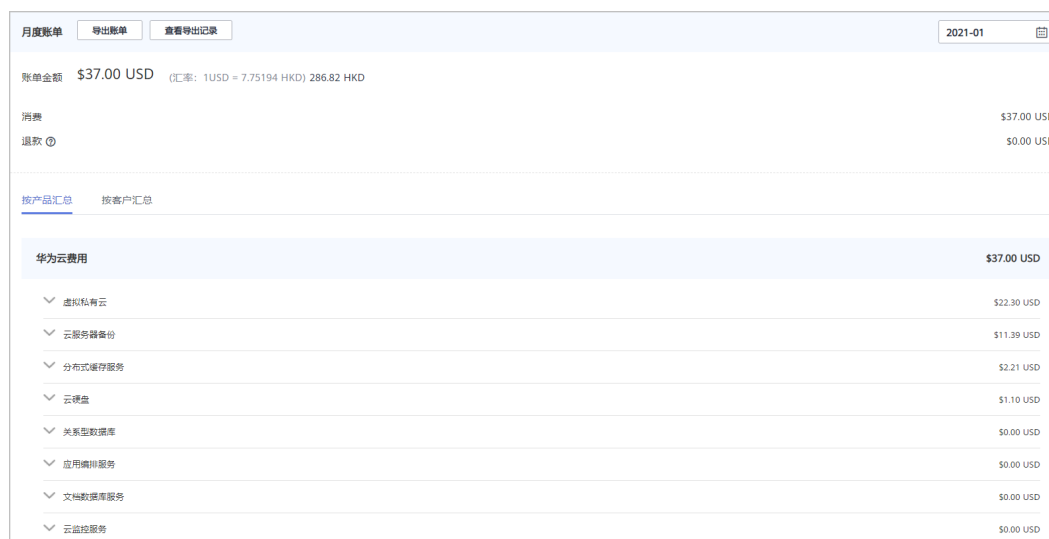 月度账单 导出账单 查看导出记录 2021-01
账单金额 $37.00 USD (汇率：1USD = 7.75194 HKD) 286.82 HKD
消费 $37.00 USD
退款 $0.00 USD
按产品汇总 按客户汇总
华为云费用 $37.00 USD
虚拟私有云 $22.30 USD
云服务器备份 $11.39 USD
分布式缓存服务 $2.21 USD
云硬盘 $1.10 USD
关系型数据库 $0.00 USD
应用编排服务 $0.00 USD
文档数据库服务 $0.00 USD
云监控服务 $0.00 USD